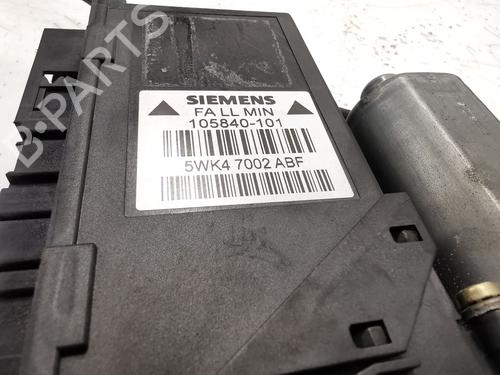 SIEMENS
FA LL MIN
105840-101
5WK4 7002 ABF
B-PARTS